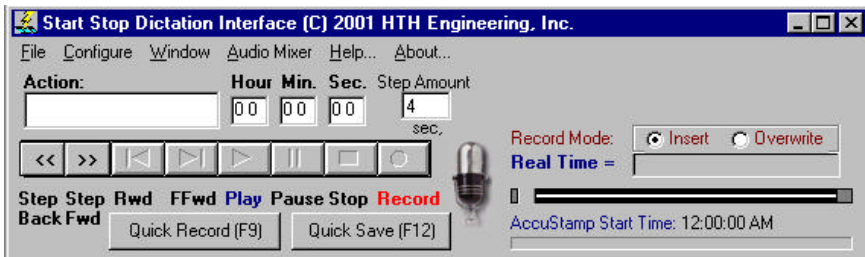 Start Stop Dictation Interface (C) 2001 HTH Engineering, Inc.
File Configure Window Audio Mixer Help... About...
Action: Hour Min. Sec. Step Amount
00 00 00 4
sec,
Record Mode: Insert Overwrite
<< >>
Real Time =
Step Step Rwd FFwd Play Pause Stop Record
Back Fwd
Quick Record (F9) Quick Save (F12)
AccuStamp Start Time: 12:00:00 AM